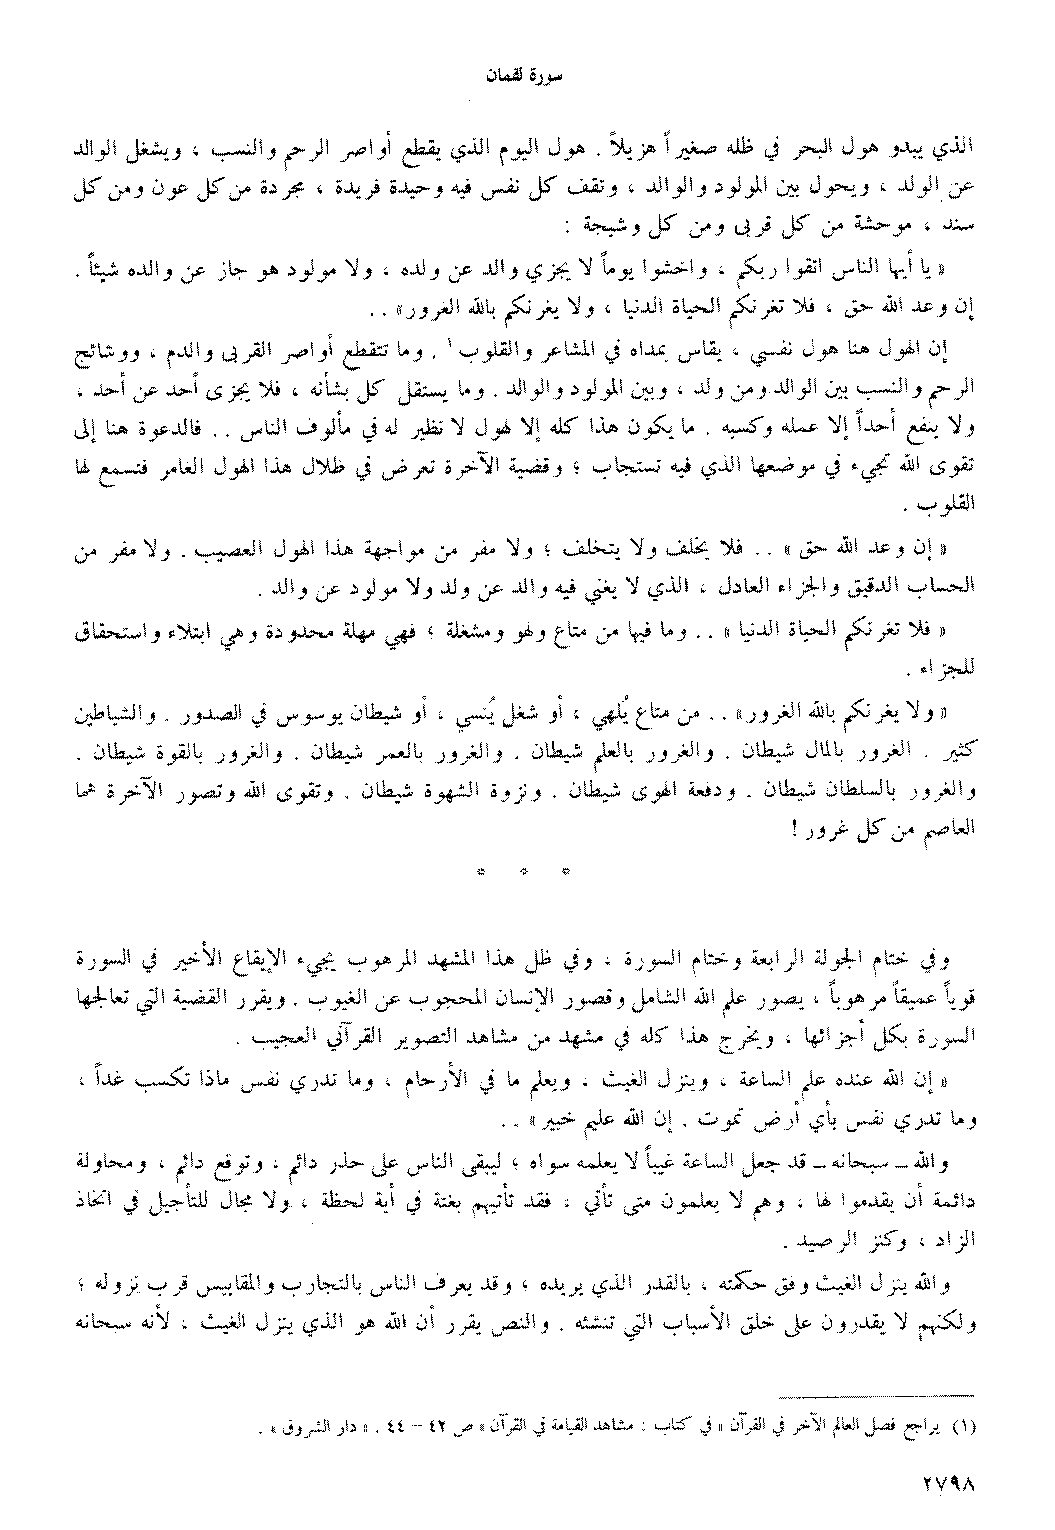 سورة لقمان
الذي يبدو هول البحر في ظله صغيراً هزيلاً . هول اليوم الذي يقطع أواصر الرحم والنسب ، ويشغل الوالد
عن الولد ، ويحول بين المولود والوالد ، وتقف كل نفس فيه وحيدة فريدة ، مجردة من كل عون ومن كل
سند ، موحشة من كل قربى ومن كل وشيجة :
« يا أيها الناس اتقوا ربكم ، واخشوا يوماً لا يجزي والد عن ولده ، ولا مولود هو جاز عن والده شيئاً .
إن وعد الله حق ، فلا تغرنكم الحياة الدنيا ، ولا يغرنكم بالله الغرور» . .
إن الهول هنا هول نفسي ، يقاس بمداه في المشاعر والقلوب ١ . وما تتقطع أواصر القربى والدم ، ووشائج
الرحم والنسب بين الوالد ومن ولد ، وبين المولود والوالد . وما يستقل كل بشأنه ، فلا يجزى أحد عن أحد ،
ولا ينفع أحداً إلا عمله وكسبه . ما يكون هذا كله إلا لهول لا نظير له في مألوف الناس . . فالدعوة هنا إلى
تقوى الله تجيء في موضعها الذي فيه تستجاب ؛ وقضية الآخرة تعرض في ظلال هذا الهول الغامر فتسمع لها
القلوب .
« إن وعد الله حق » . . فلا يخلف ولا يتخلف ؛ ولا مفر من مواجهة هذا الهول العصيب . ولا مفر من
الحساب الدقيق والجزاء العادل ، الذي لا يغني فيه والد عن ولد ولا مولود عن والد .
« فلا تغرنكم الحياة الدنيا » . . وما فيها من متاع ولهو ومشغلة ؛ فهي مهلة محدودة وهي ابتلاء واستحقاق
للجزاء .
« ولا يغرنكم بالله الغرور» . . من متاع يُلهي ، أو شغل يُنسي ، أو شيطان يوسوس في الصدور . والشياطين
كثير . الغرور بالمال شيطان . والغرور بالعلم شيطان . والغرور بالعمر شيطان . والغرور بالقوة شيطان .
والغرور بالسلطان شيطان . ودفعة الهوى شيطان . ونزوة الشهوة شيطان . وتقوى الله وتصور الآخرة هما
العاصم من كل غرور !
* * *
وفي ختام الجولة الرابعة وختام السورة ، وفي ظل هذا المشهد المرهوب يجيء الإيقاع الأخير في السورة
قوياً عميقاً مرهوباً ، يصور علم الله الشامل وقصور الإنسان المحجوب عن الغيوب . ويقرر القضية التي تعالجها
السورة بكل أجزائها ، ويخرج هذا كله في مشهد من مشاهد التصوير القرآني العجيب .
« إن الله عنده علم الساعة ، وينزل الغيث ، ويعلم ما في الأرحام ، وما تدري نفس ماذا تكسب غداً ،
وما تدري نفس بأي أرض تموت . إن الله عليم خبير» . .
والله – سبحانه – قد جعل الساعة غيباً لا يعلمه سواه ؛ ليبقى الناس على حذر دائم ، وتوقع دائم ، ومحاولة
دائمة أن يقدموا لها ، وهم لا يعلمون متى تأتي ، فقد تأتيهم بغتة في أية لحظة ، ولا مجال للتأجيل في اتخاذ
الزاد ، وكنز الرصيد .
والله ينزل الغيث وفق حكمته ، بالقدر الذي يريده ؛ وقد يعرف الناس بالتجارب والمقاييس قرب نزوله ؛
ولكنهم لا يقدرون على خلق الأسباب التي تنشئه . والنص يقرر أن الله هو الذي ينزل الغيث ، لأنه سبحانه
(١) يراجع فصل العالم الآخر في القرآن » في كتاب : مشاهد القيامة في القرآن » ص ٤٢ – ٤٤ . « دار الشروق » .
٢٧٩٨